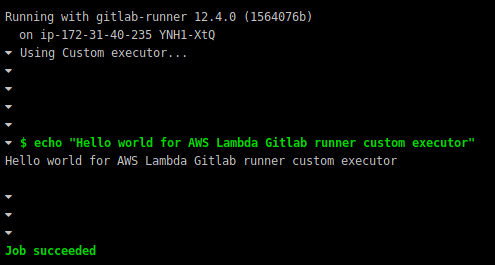 Running with gitlab-runner 12.4.0 (1564076b)
on ip-172-31-40-235 YNH1-XtQ
Using Custom executor...
$ echo "Hello world for AWS Lambda Gitlab runner custom executor"
Hello world for AWS Lambda Gitlab runner custom executor
Job succeeded